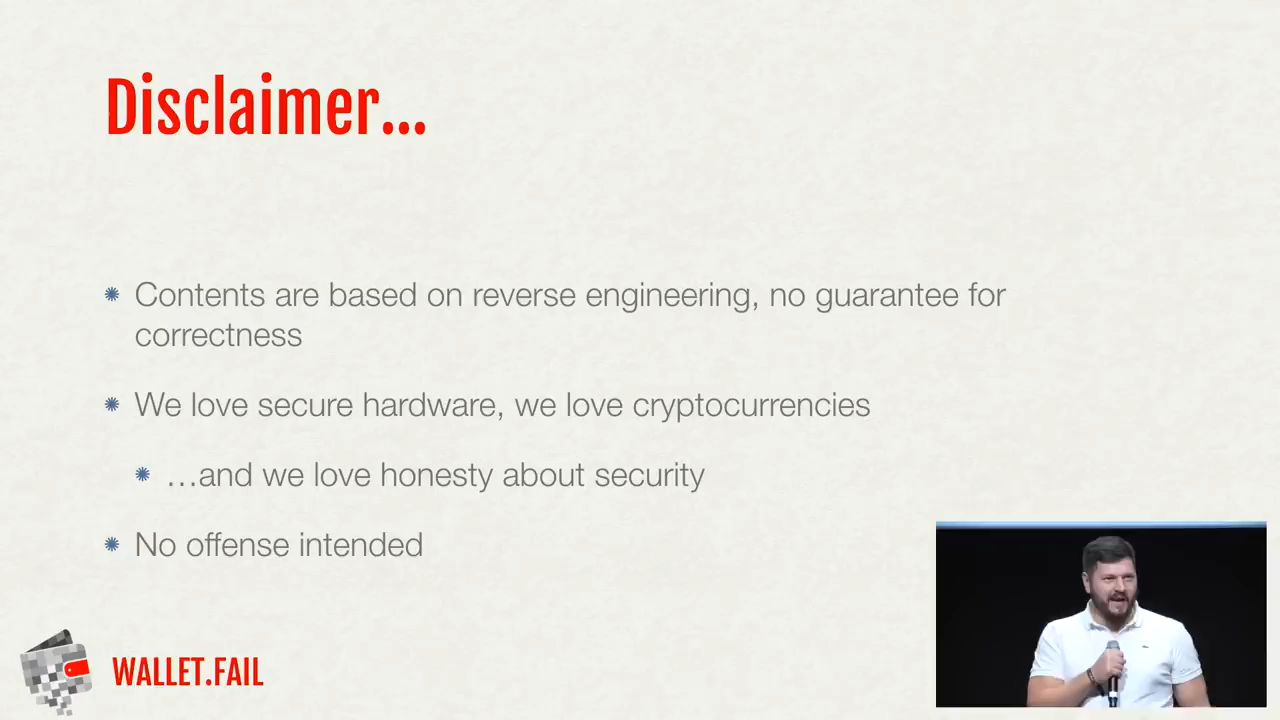 Disclaimer...
Contents are based on reverse engineering, no guarantee for
correctness
We love secure hardware, we love cryptocurrencies
…and we love honesty about security
No offense intended
WALLET.FAIL